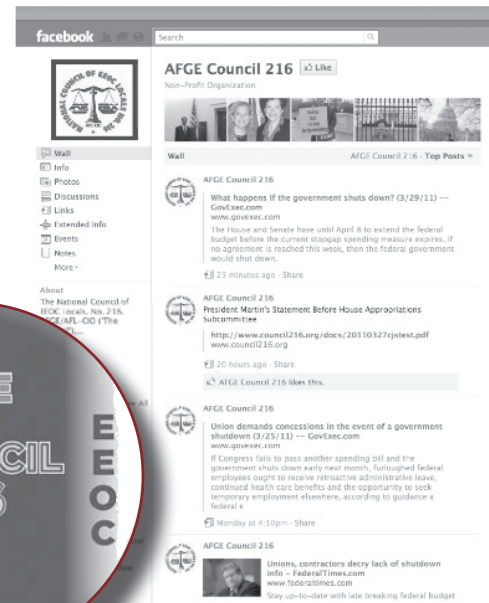 facebook
Search
AFGE Council 216 Like
Non-Profit Organization
NATIONAL COUNCIL OF EEOC LOCALS NO. 216
Wall
Info
Photos
Discussions
Links
Extended Info
Events
Notes
More
About
The National Council of
EEOC Locals, No. 216,
AFGE/AFL-CIO ("The
Wall
AFGE Council 216 · Top Posts
AFGE Council 216
What happens if the government shuts down? (3/29/11) --
GovExec.com
www.govexec.com
The House and Senate have until April 8 to extend the federal
budget before the current stopgap spending measure expires. If
no agreement is reached this week, then the federal government
would shut down.
25 minutes ago · Share
AFGE Council 216
President Martin's Statement Before House Appropriations
Subcommittee
http://www.council216.org/docs/20110327cjstest.pdf
www.council216.org
20 hours ago · Share
AFGE Council 216 likes this.
AFGE Council 216
Union demands concessions in the event of a government
shutdown (3/25/11) -- GovExec.com
www.govexec.com
If Congress fails to pass another spending bill and the
government shuts down early next month, furloughed federal
employees ought to receive retroactive administrative leave,
continued health care benefits and the opportunity to seek
temporary employment elsewhere, according to guidance a
federal e
Monday at 4:10pm · Share
AFGE Council 216
Unions, contractors decry lack of shutdown
info - FederalTimes.com
www.federaltimes.com
Stay up-to-date with late breaking federal budget
All
E
CIL
6
E
E
O
C